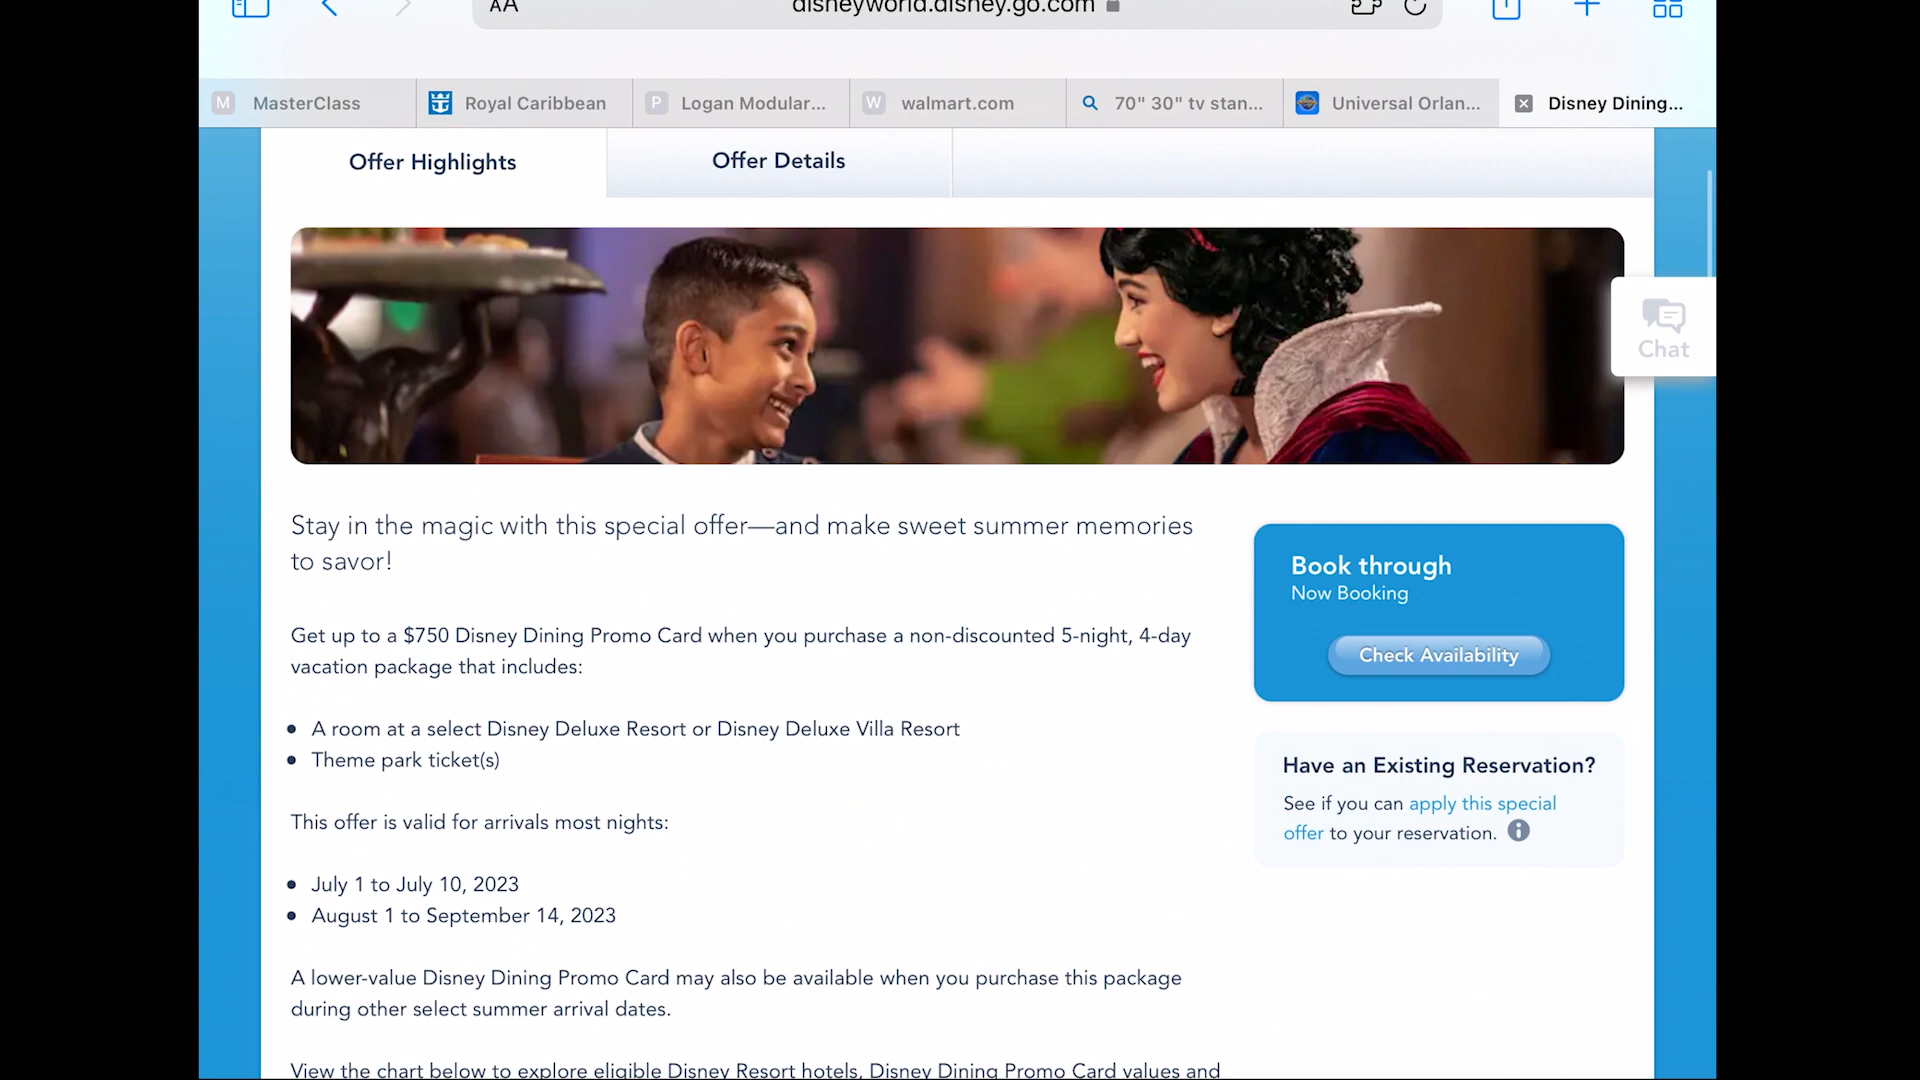 AA
disneyworld.disney.go.com
M MasterClass
Royal Caribbean
P Logan Modular...
W walmart.com
70" 30" tv stan...
Universal Orlan...
Disney Dining...
Offer Highlights
Offer Details
Chat
Stay in the magic with this special offer—and make sweet summer memories
to savor!
Get up to a $750 Disney Dining Promo Card when you purchase a non-discounted 5-night, 4-day
vacation package that includes:
• A room at a select Disney Deluxe Resort or Disney Deluxe Villa Resort
• Theme park ticket(s)
This offer is valid for arrivals most nights:
• July 1 to July 10, 2023
• August 1 to September 14, 2023
A lower-value Disney Dining Promo Card may also be available when you purchase this package
during other select summer arrival dates.
View the chart below to explore eligible Disney Resort hotels, Disney Dining Promo Card values and
Book through
Now Booking
Check Availability
Have an Existing Reservation?
See if you can apply this special
offer to your reservation.